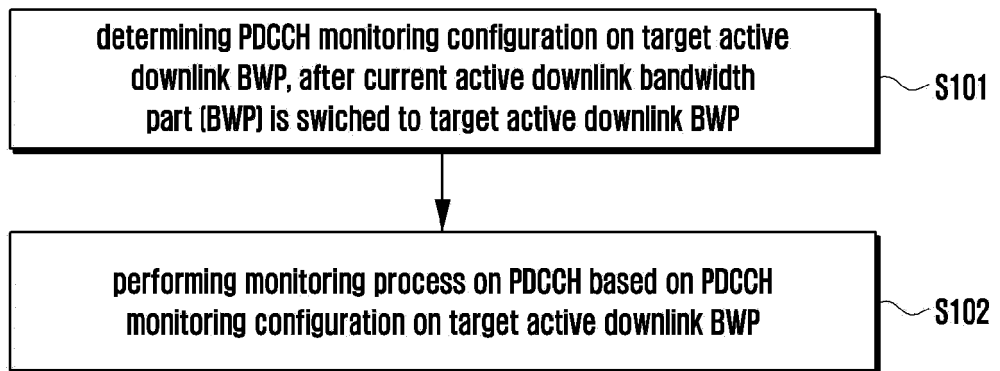 determining PDCCH monitoring configuration on target active
downlink BWP, after current active downlink bandwidth
part (BWP) is swiched to target active downlink BWP
S101
performing monitoring process on PDCCH based on PDCCH
monitoring configuration on target active downlink BWP
S102